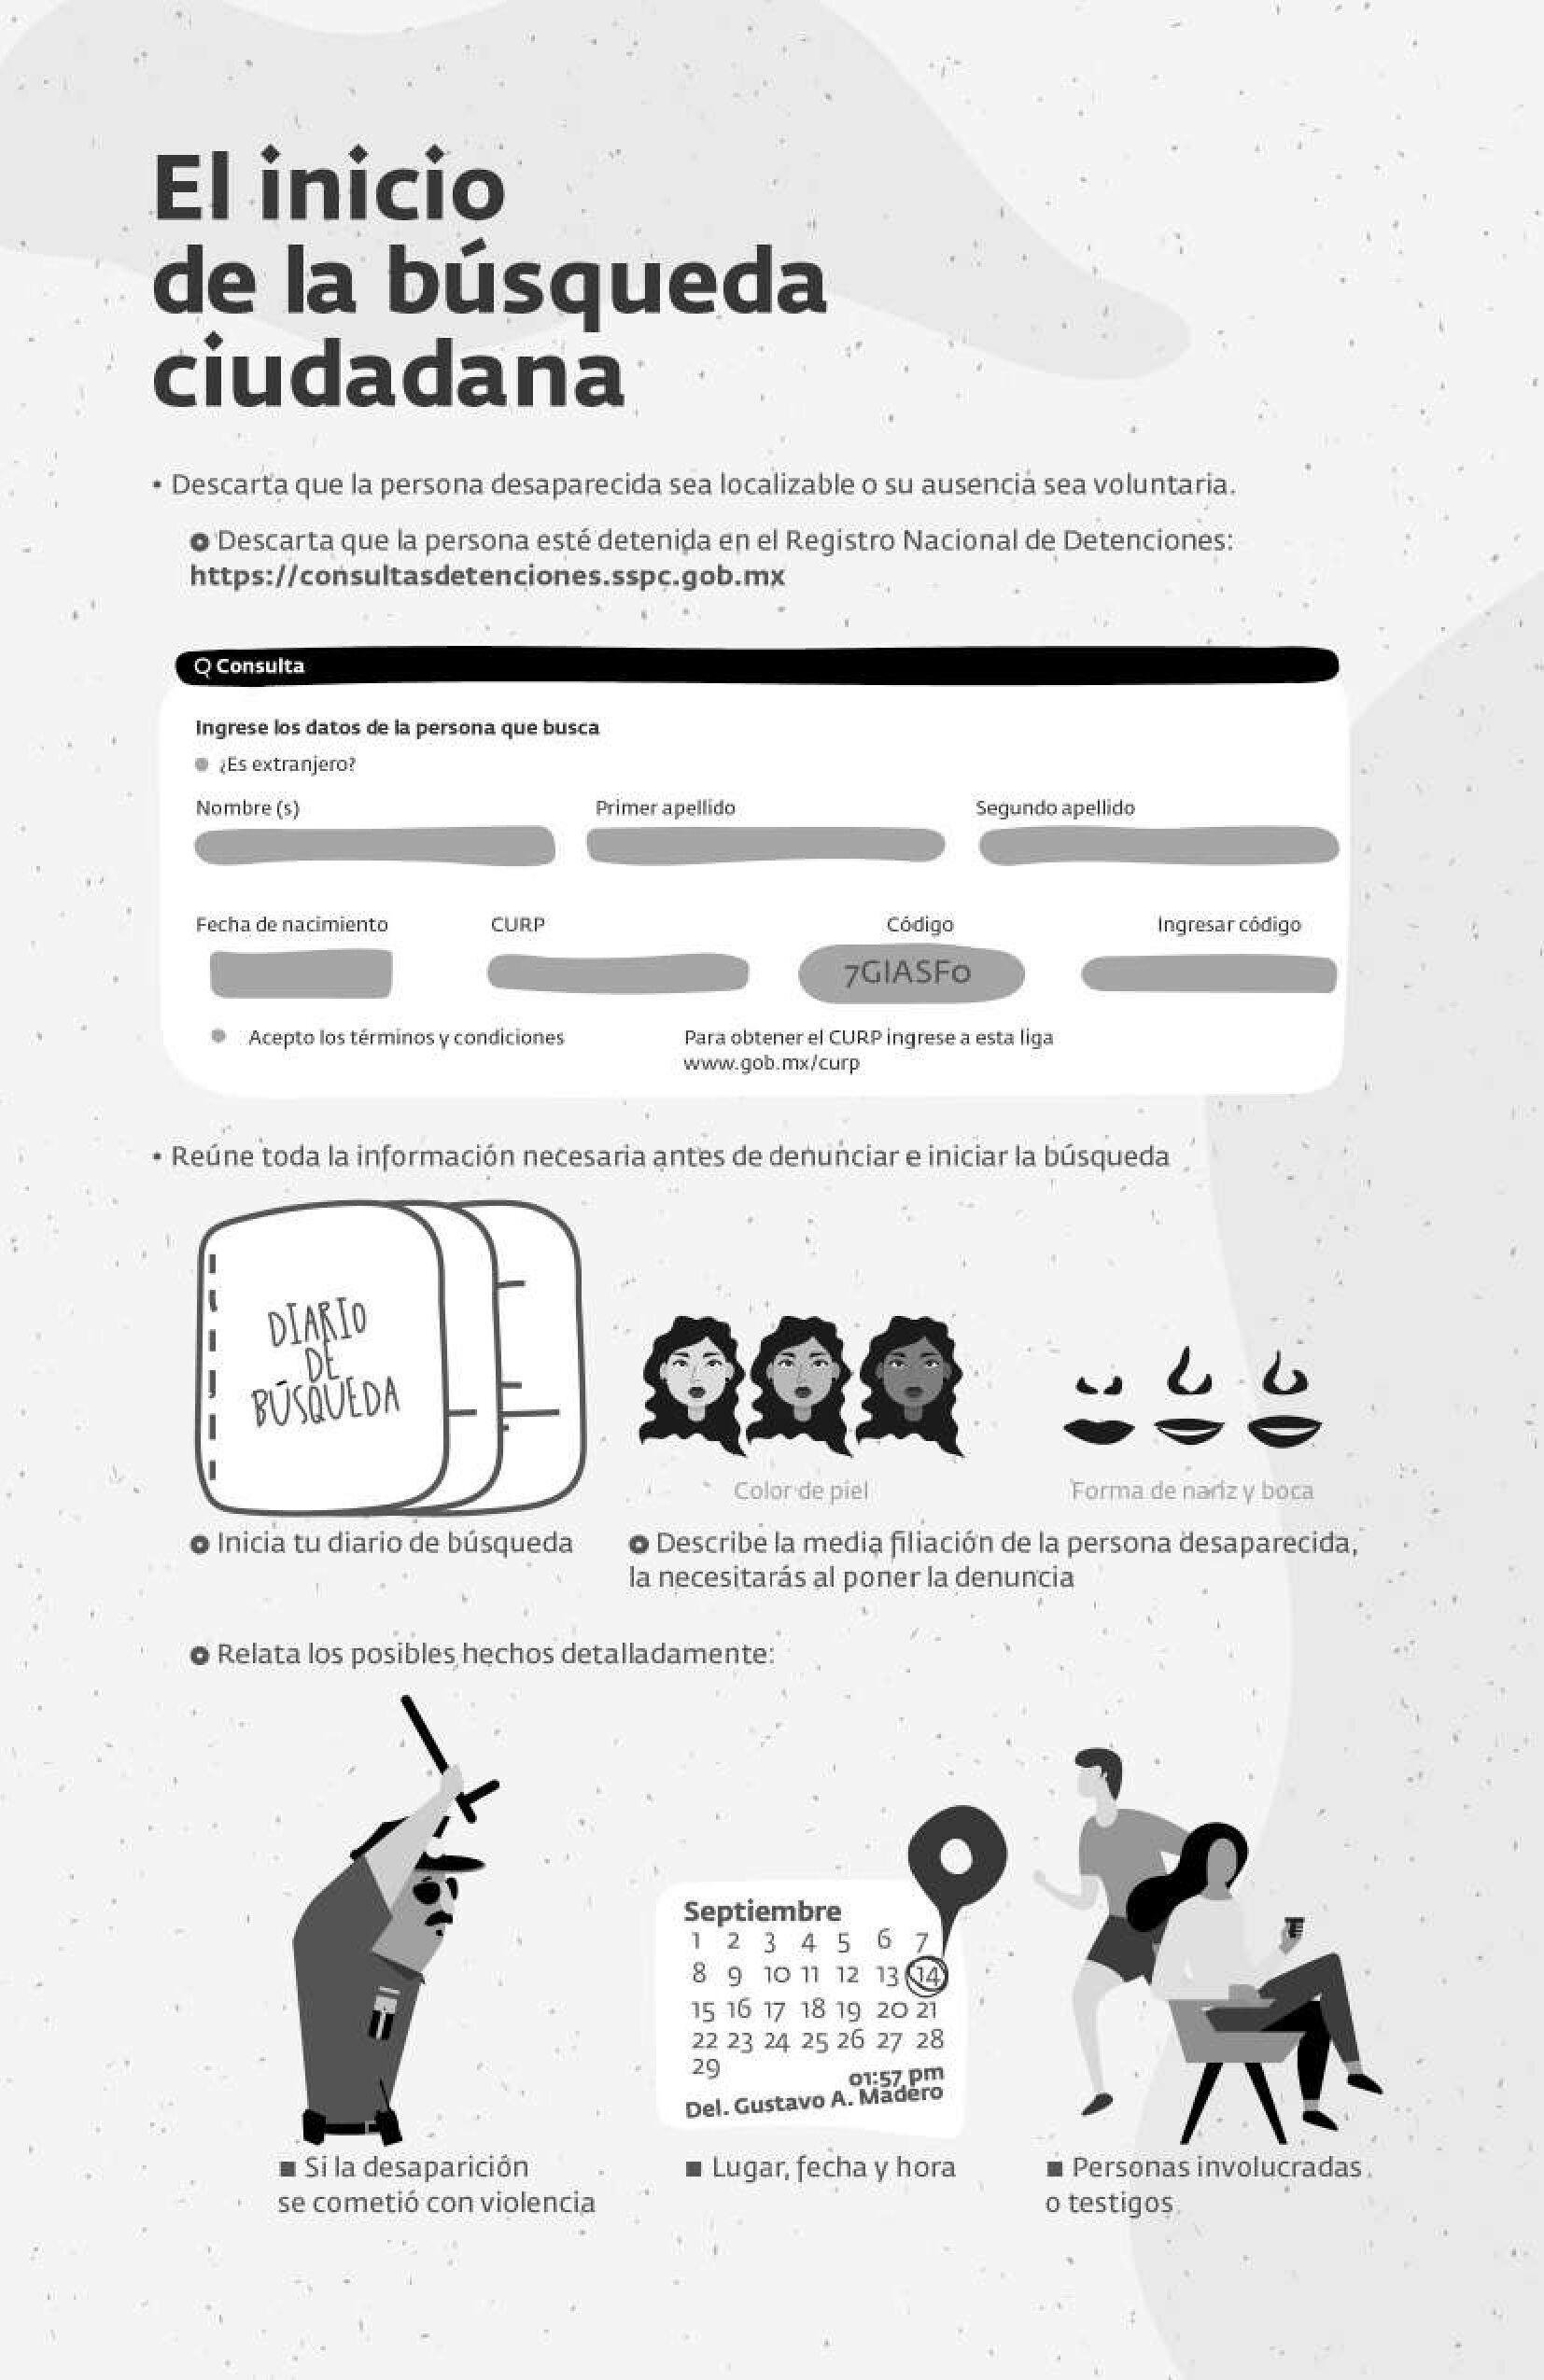 El inicio
de la búsqueda
ciudadana
• Descarta que la persona desaparecida sea localizable o su ausencia sea voluntaria.
Descarta que la persona esté detenida en el Registro Nacional de Detenciones:
https://consultasdetenciones.sspc.gob.mx
Consulta
Ingrese los datos de la persona que busca
¿Es extranjero?
Nombre (s) Primer apellido Segundo apellido
Fecha de nacimiento CURP Código Ingresar código
7GIASFo
Acepto los términos y condiciones Para obtener el CURP ingrese a esta liga
www.gob.mx/curp
• Reúne toda la información necesaria antes de denunciar e iniciar la búsqueda
DIARIO
DE
BÚSQUEDA
Color de piel Forma de nariz y boca
Inicia tu diario de búsqueda
Describe la media filiación de la persona desaparecida,
la necesitarás al poner la denuncia
Relata los posibles hechos detalladamente:
Septiembre
1 2 3 4 5 6 7
8 9 10 11 12 13 14
15 16 17 18 19 20 21
22 23 24 25 26 27 28
29
01:57 pm
Del. Gustavo A. Madero
■ Si la desaparición
se cometió con violencia
■ Lugar, fecha y hora
■ Personas involucradas
o testigos